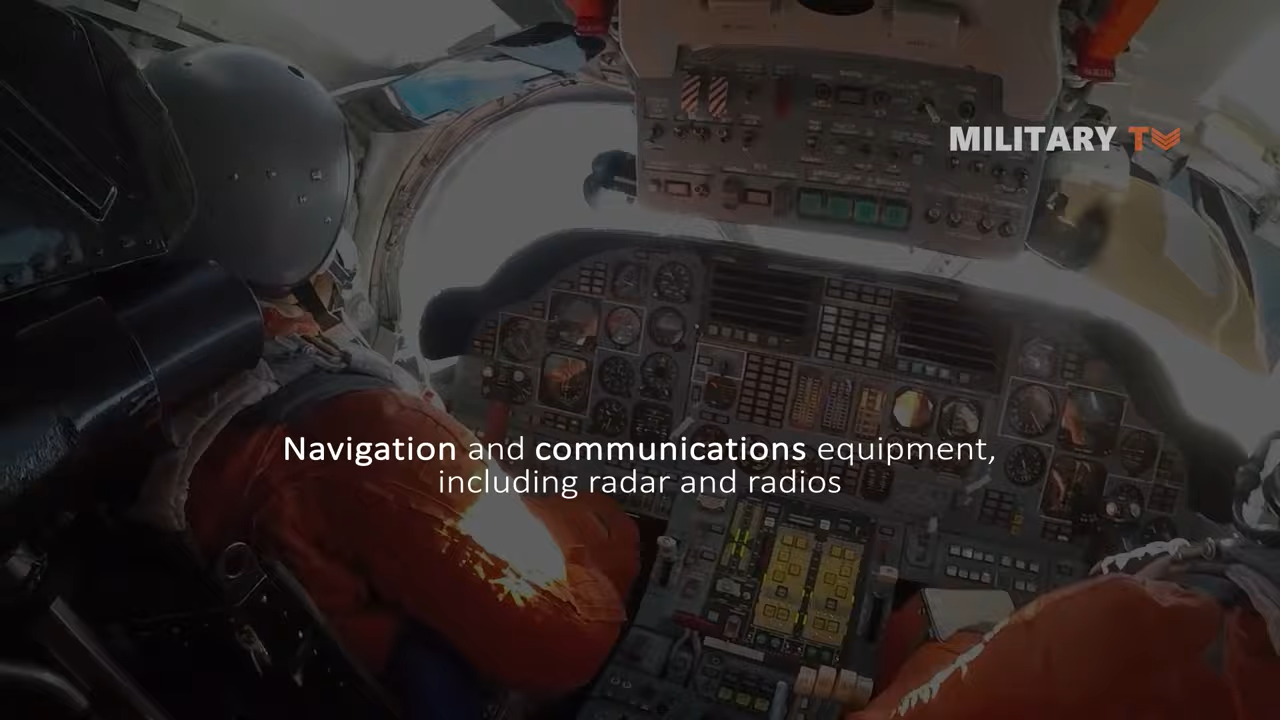 MILITARY TV
Navigation and communications equipment,
including radar and radios